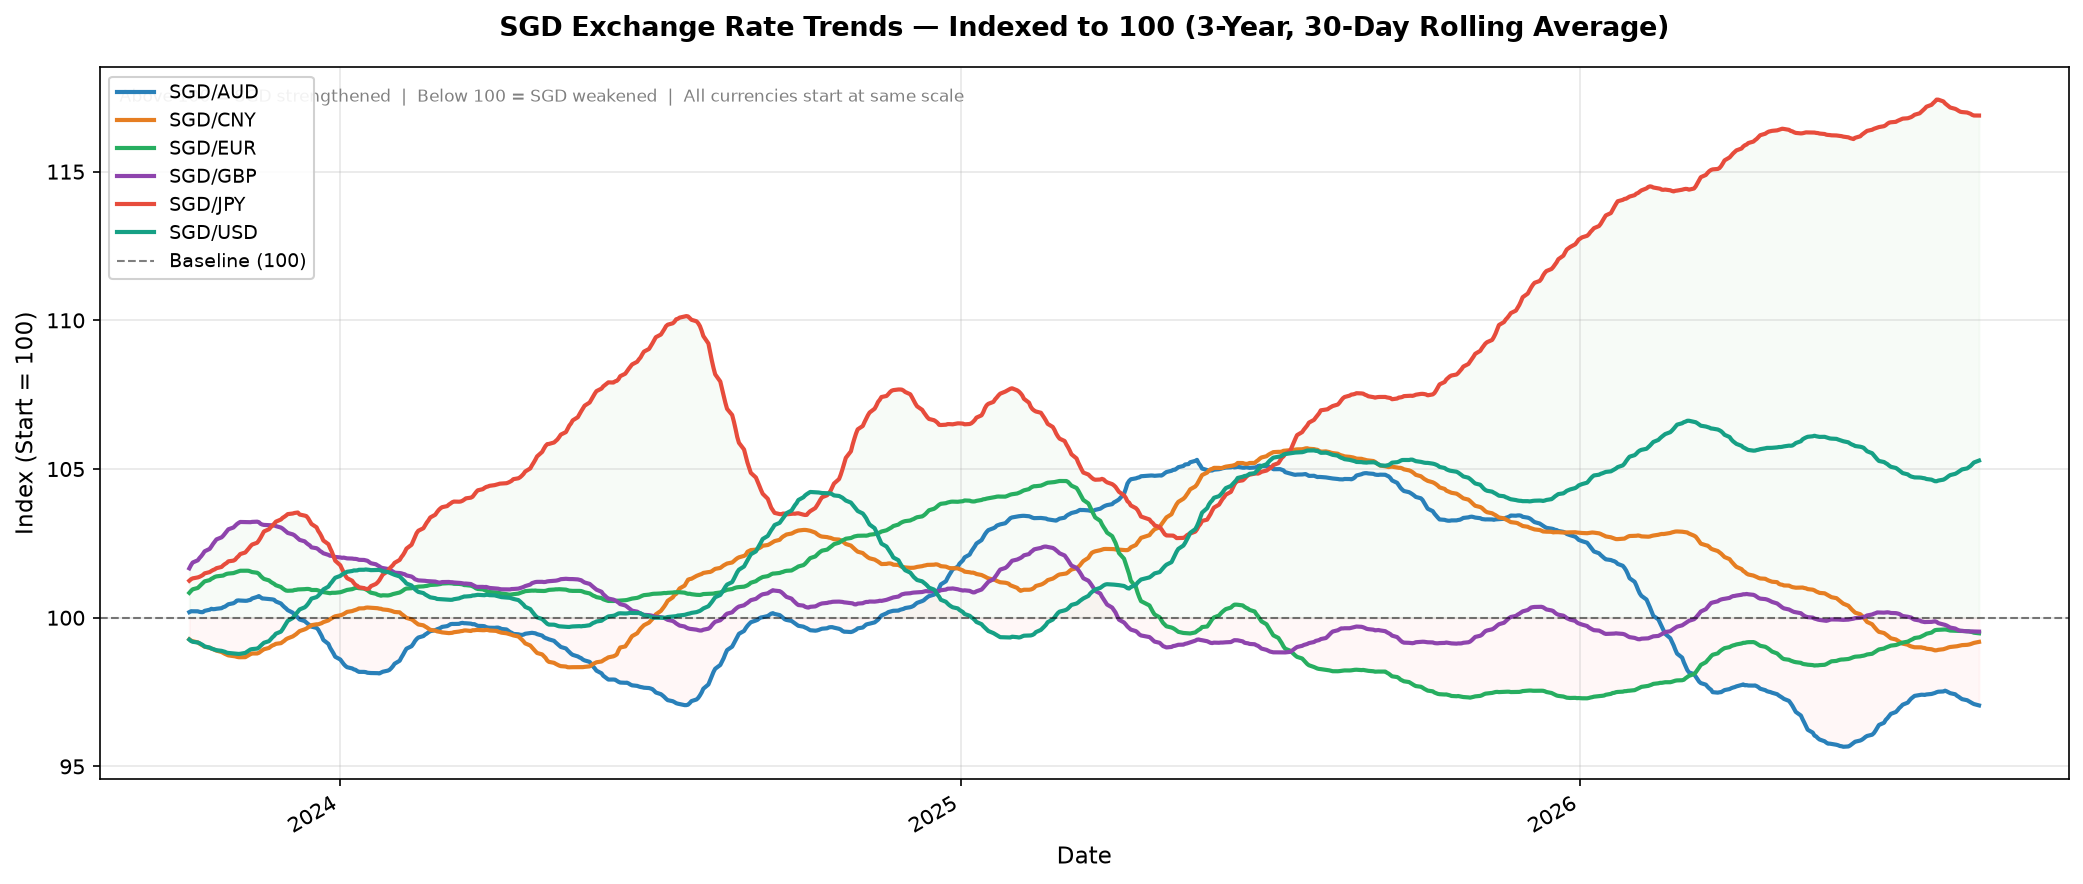 SGD Exchange Rate Trends — Indexed to 100 (3-Year, 30-Day Rolling Average)
strengthened | Below 100 = SGD weakened | All currencies start at same scale
SGD/AUD
SGD/CNY
SGD/EUR
SGD/GBP
SGD/JPY
SGD/USD
Baseline (100)
Index (Start = 100)
115
110
105
100
95
2024
2025
2026
Date